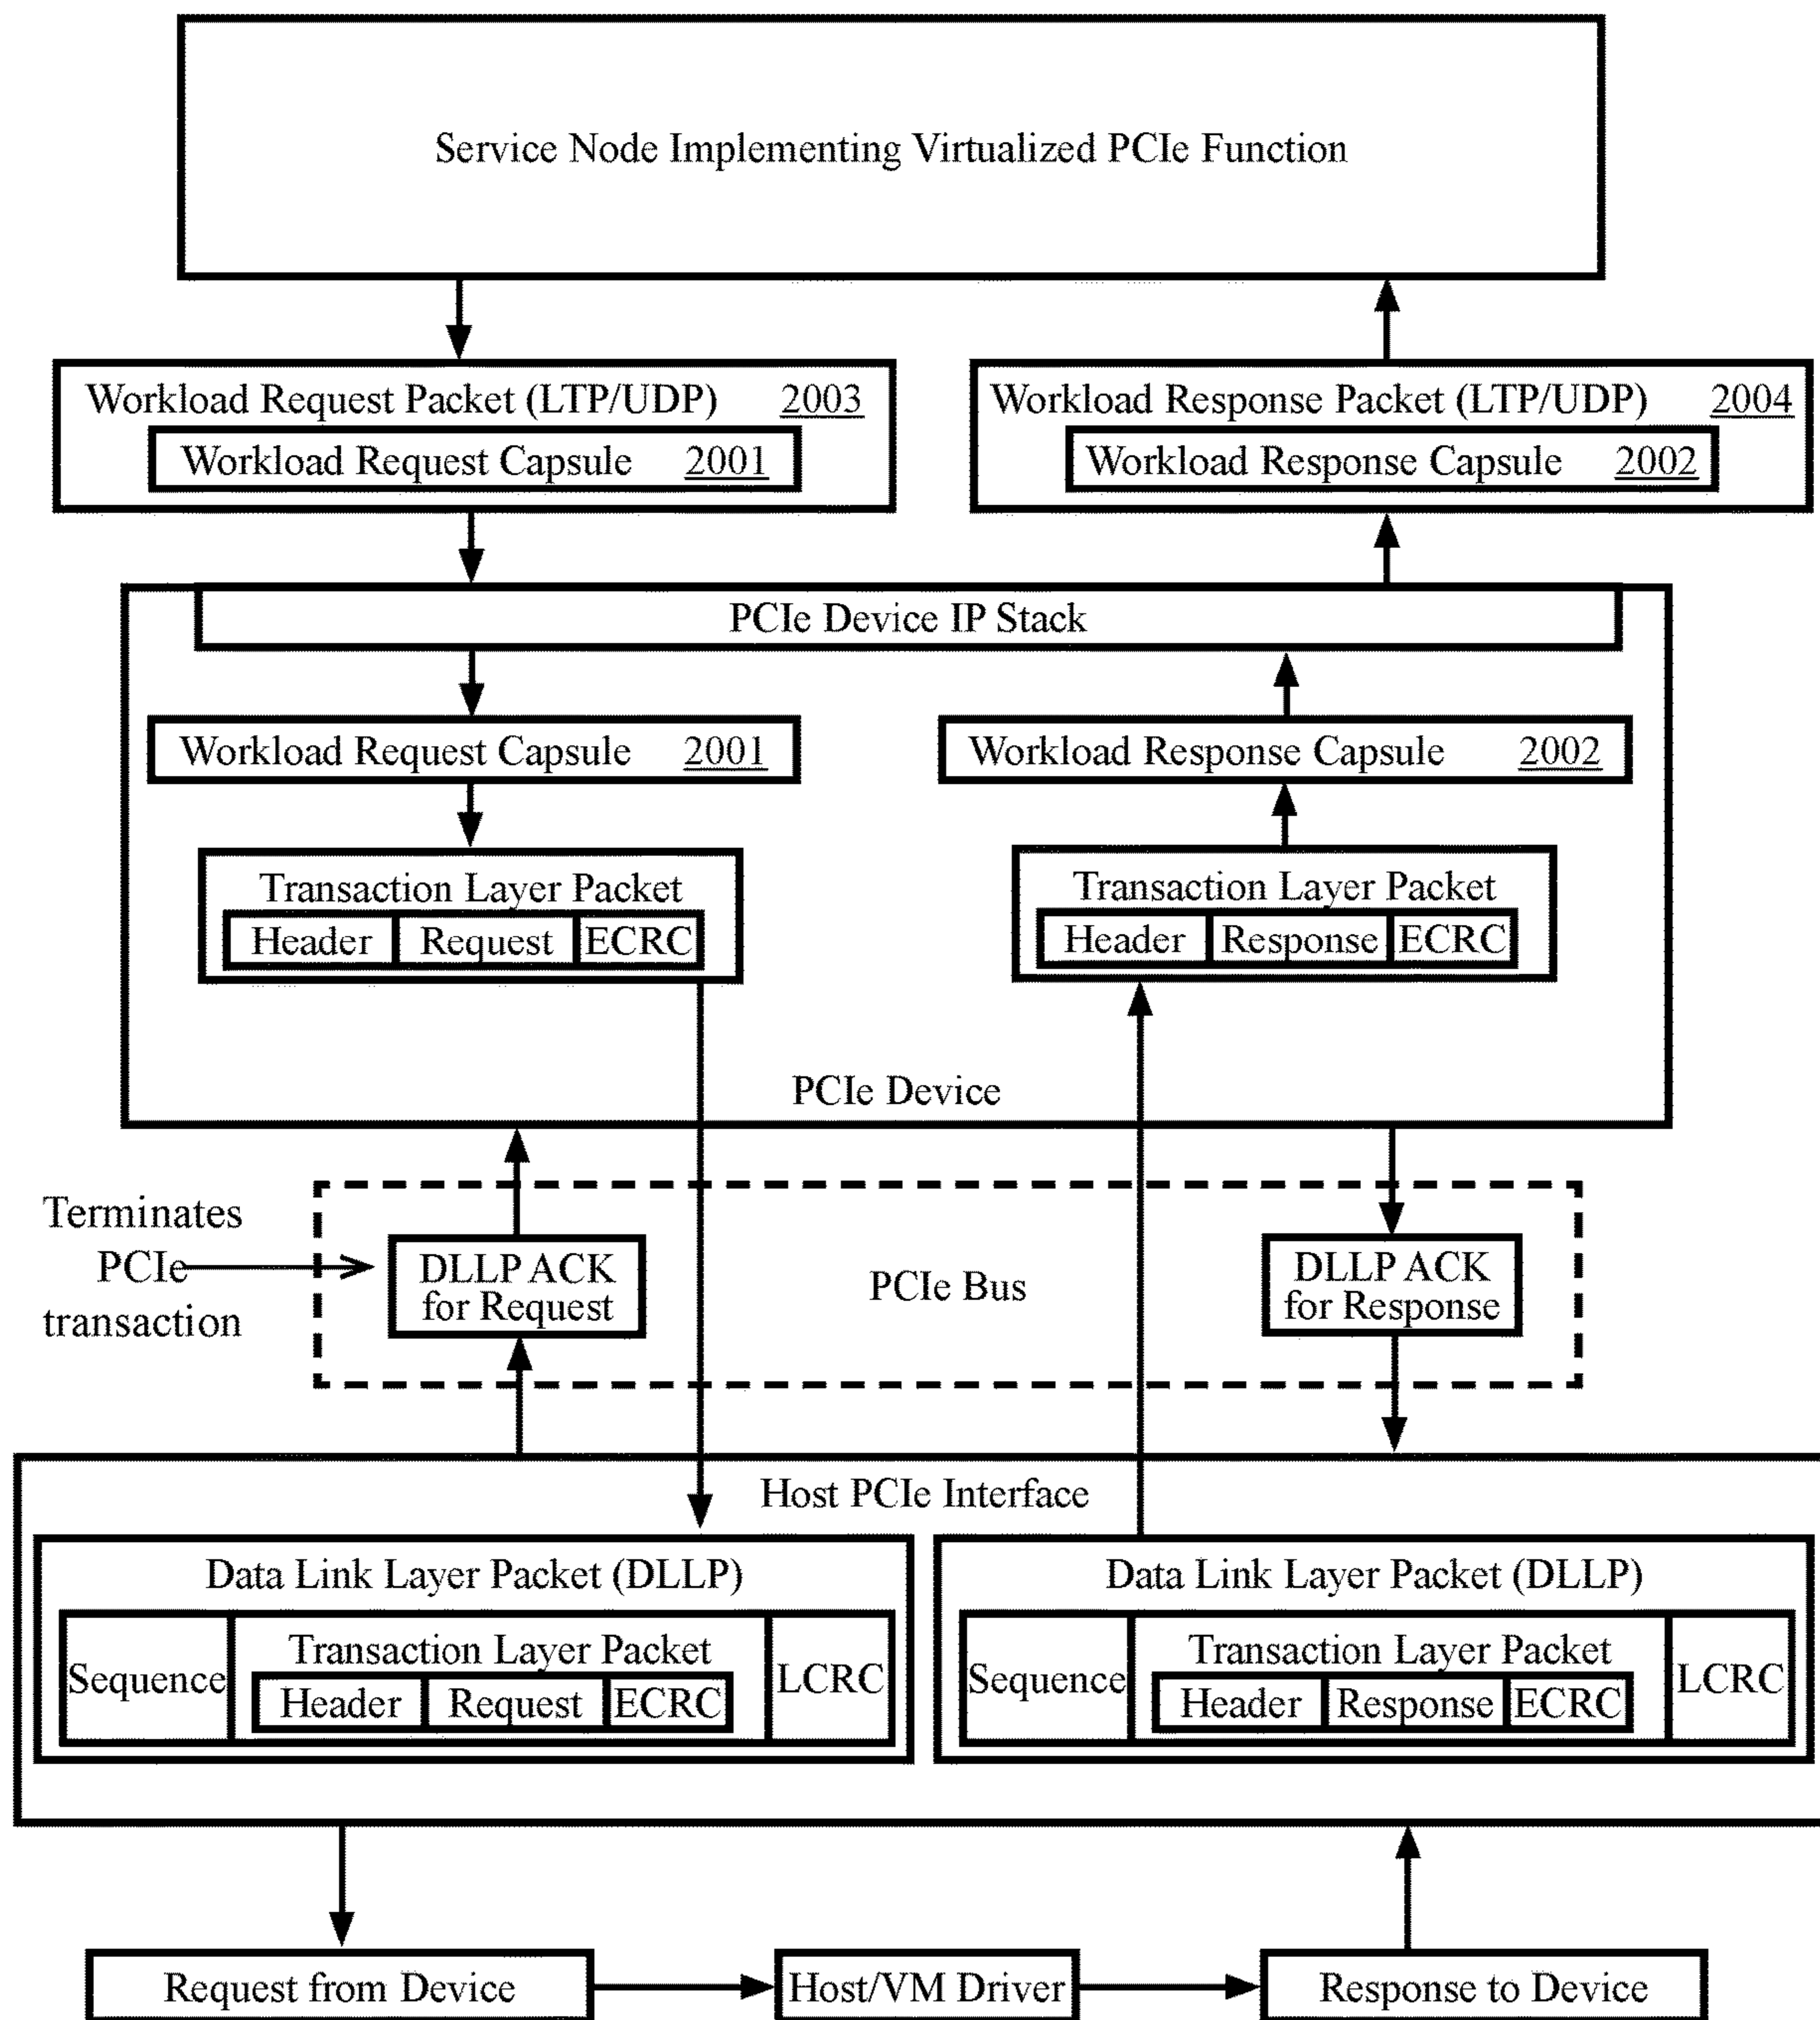 Service Node Implementing Virtualized PCIe Function
Workload Request Packet (LTP/UDP) 2003
Workload Request Capsule 2001
Workload Response Packet (LTP/UDP) 2004
Workload Response Capsule 2002
PCIe Device IP Stack
Workload Request Capsule 2001
Workload Response Capsule 2002
Transaction Layer Packet
Header Request ECRC
Transaction Layer Packet
Header Response ECRC
PCIe Device
Terminates
PCIe
transaction
DLLP ACK
for Request
PCIe Bus
DLLP ACK
for Response
Host PCIe Interface
Data Link Layer Packet (DLLP)
Sequence
Transaction Layer Packet
Header Request ECRC
LCRC
Data Link Layer Packet (DLLP)
Sequence
Transaction Layer Packet
Header Response ECRC
LCRC
Request from Device
Host/VM Driver
Response to Device